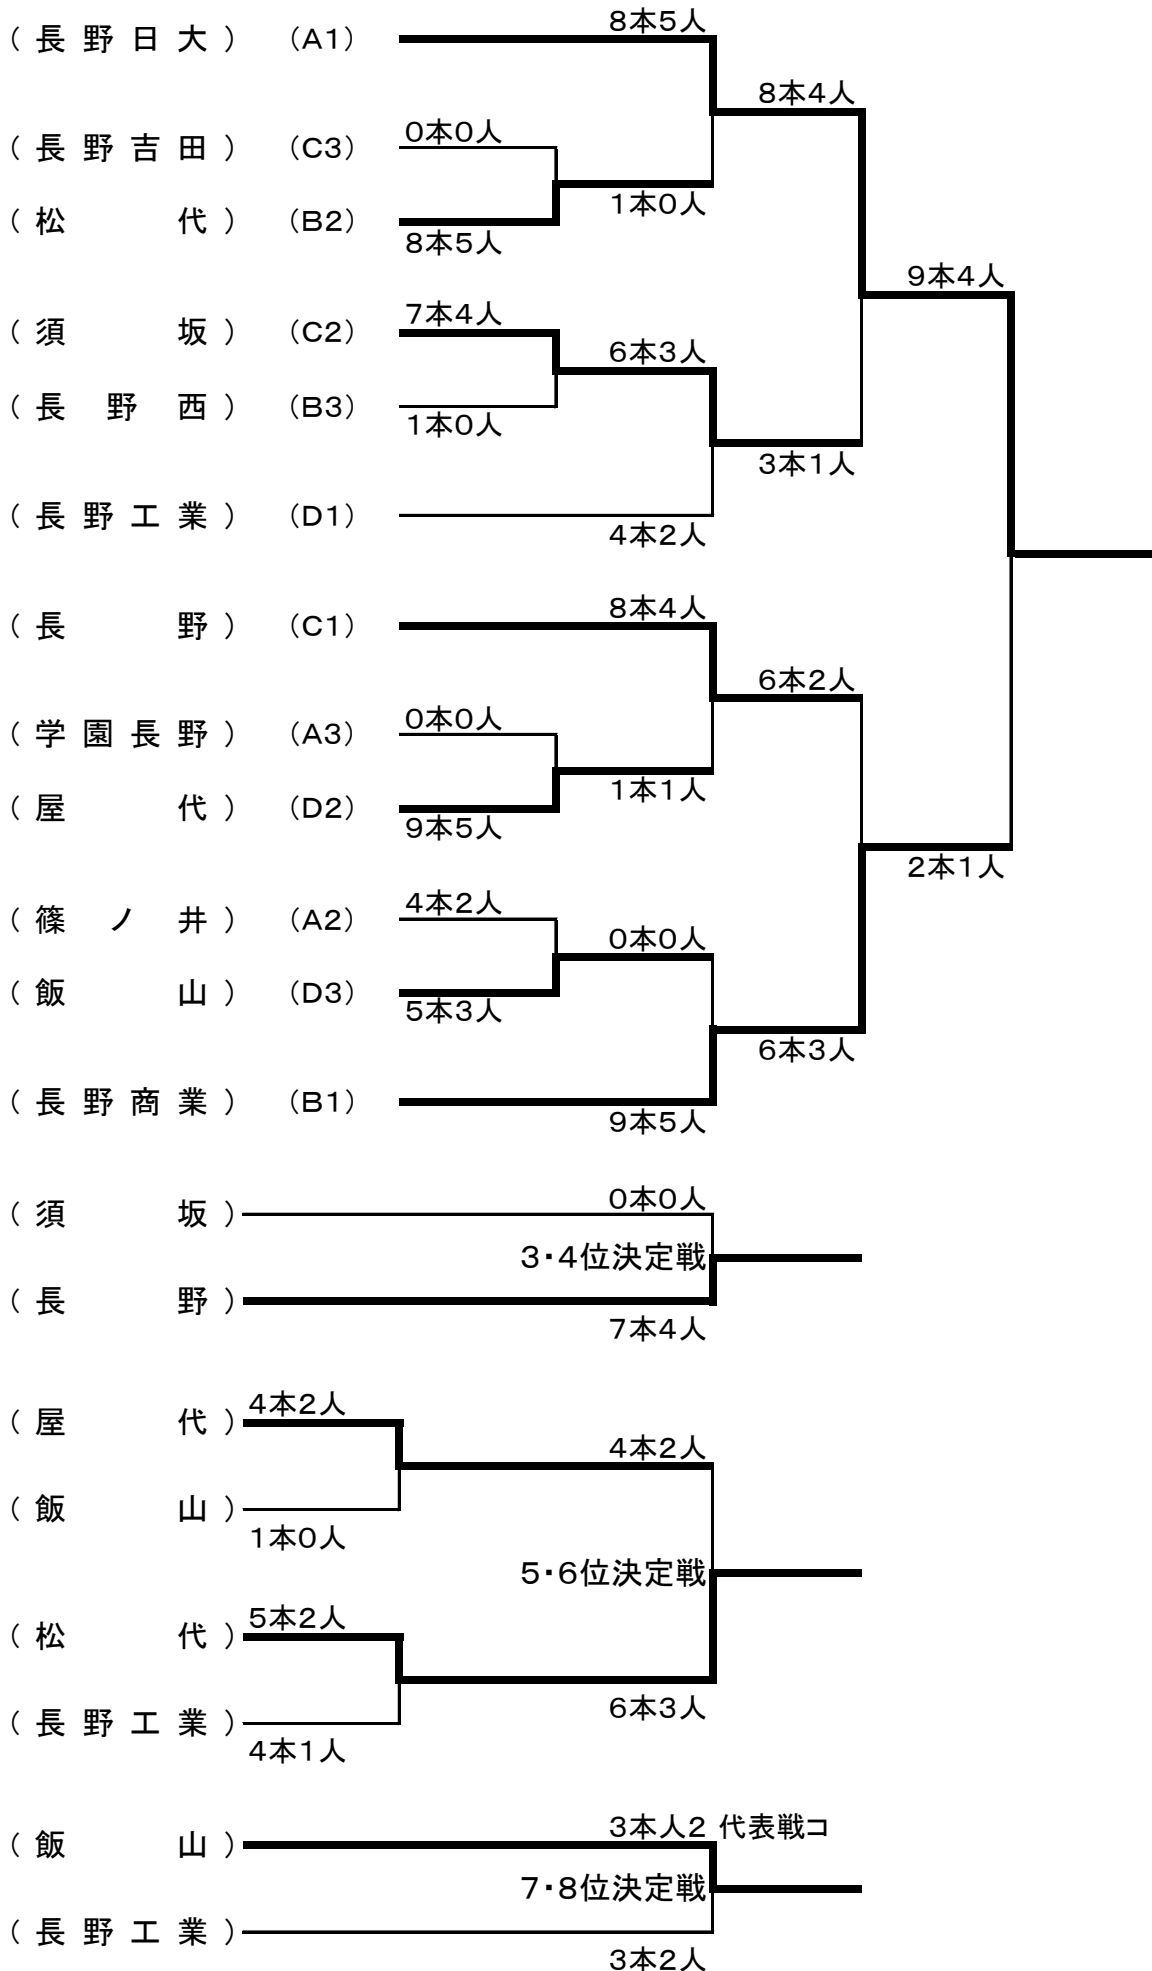 8本5人
（長野日大）（A1）
8本4人
0本0人
（長野吉田）（C3）
1本0人
（松代）（B2）
8本5人
9本4人
7本4人
（須坂）（C2）
6本3人
（長野西）（B3）
1本0人
3本1人
（長野工業）（D1）
4本2人
8本4人
（長野）（C1）
6本2人
0本0人
（学園長野）（A3）
1本1人
（屋代）（D2）
9本5人
2本1人
4本2人
（篠ノ井）（A2）
0本0人
（飯山）（D3）
5本3人
6本3人
（長野商業）（B1）
9本5人
0本0人
（須坂）
3・4位決定戦
（長野）
7本4人
4本2人
（屋代）
4本2人
（飯山）
1本0人
5・6位決定戦
5本2人
（松代）
6本3人
（長野工業）
4本1人
3本人2 代表戦コ
（飯山）
7・8位決定戦
（長野工業）
3本2人